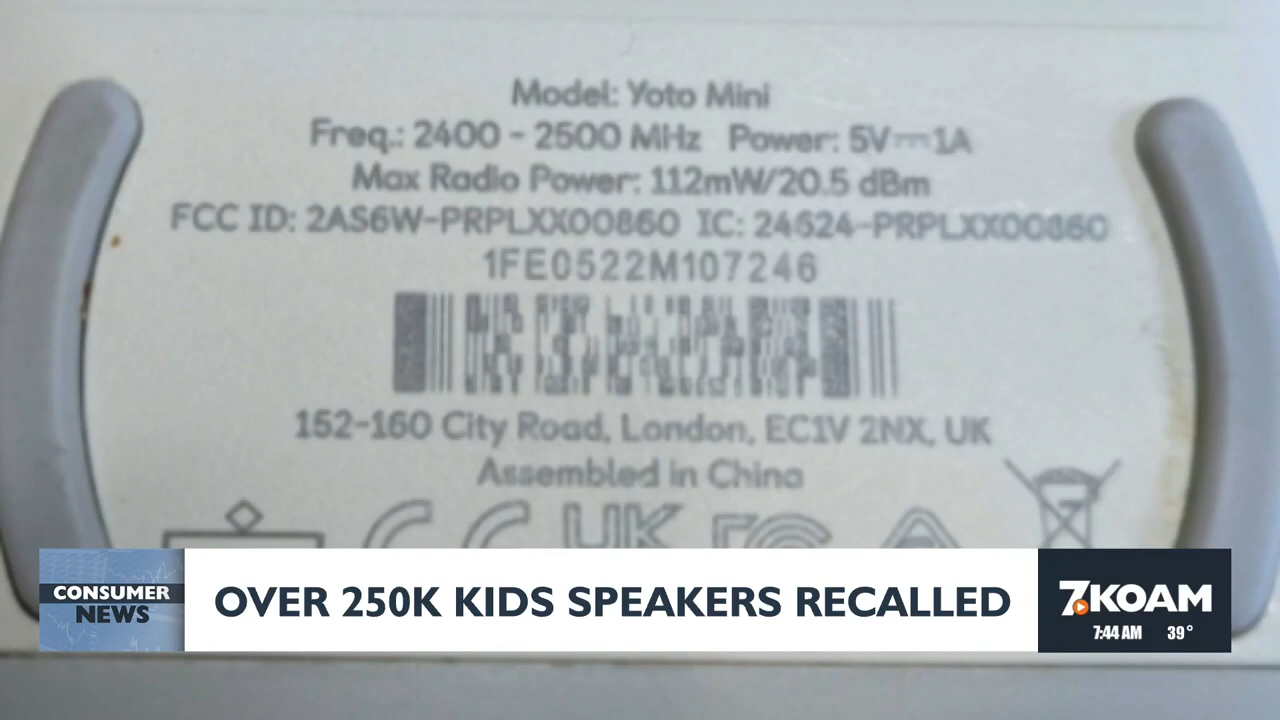 Model: Yoto Mini
Freq.: 2400 - 2500 MHz Power: 5V⎓1A
Max Radio Power: 112mW/20.5 dBm
FCC ID: 2AS6W-PRPLXX00860 IC: 24624-PRPLXX00860
1FE0522M107246
152-160 City Road, London, EC1V 2NX, UK
Assembled in China
UK
FC
CONSUMER
NEWS
OVER 250K KIDS SPEAKERS RECALLED
7KOAM
7:44 AM 39°